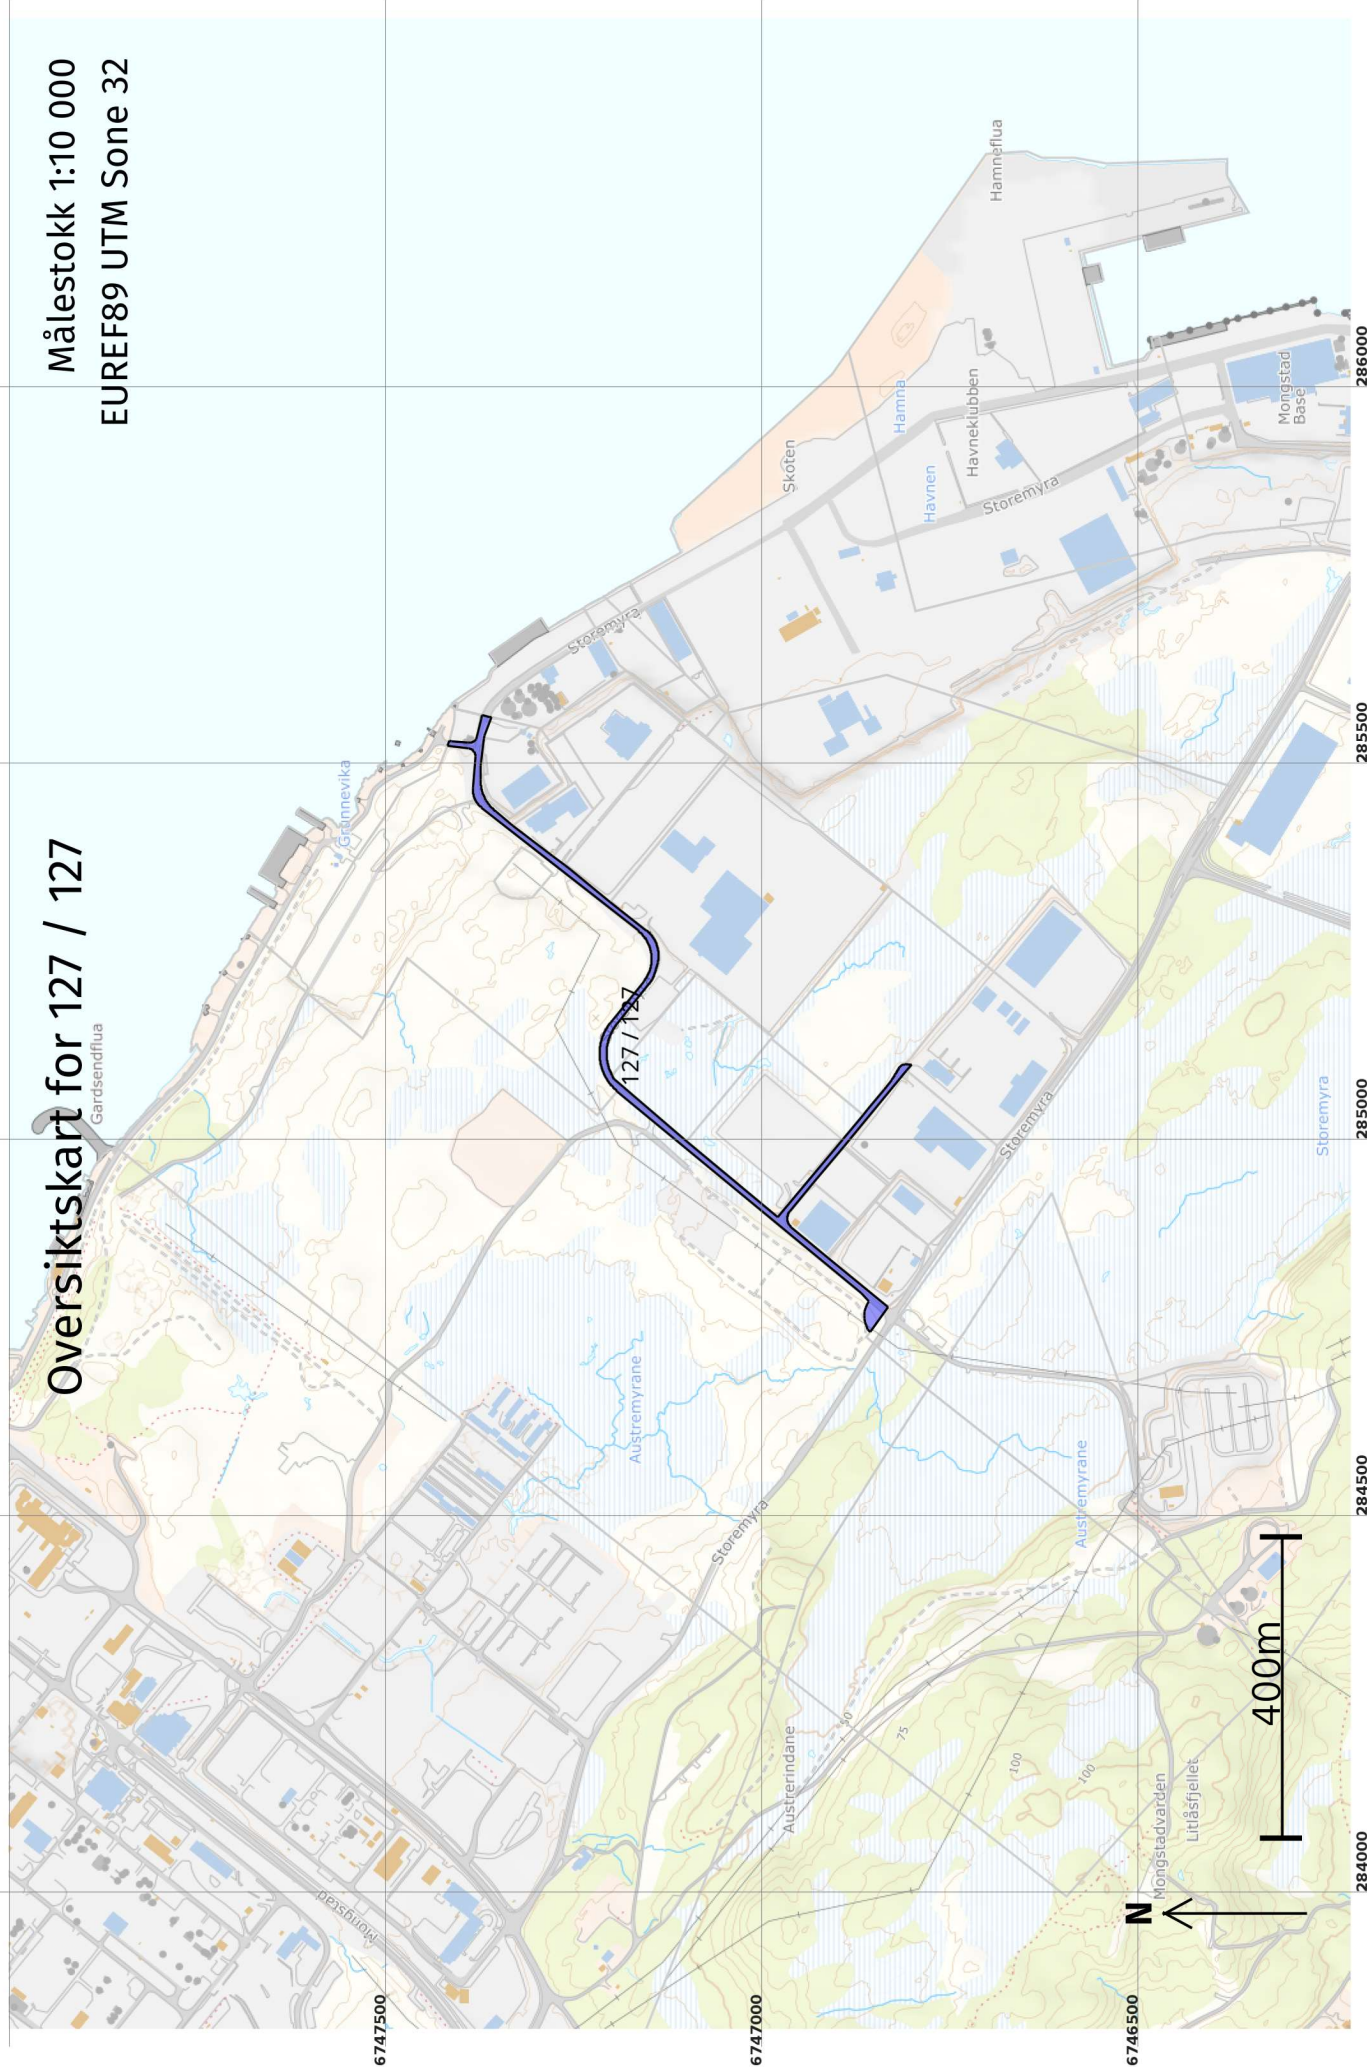 Oversiktskart for 127 / 127
Målestokk 1:10 000
EUREF89 UTM Sone 32
Gardsendflua
Grunnevika
Hamneflua
Skoten
Hamna
Havneklubben
Havnen
Storemyra
Storemyra
Mongstad
Base
127 / 127
Storemyra
Storemyra
Austremyrane
Storemyra
Austremyrane
Mongstad
Austrerindane
50
75
100
100
Mongstadvarden
Litlåsfjellet
400m
N
6747500
6747000
6746500
284000
284500
285000
285500
286000